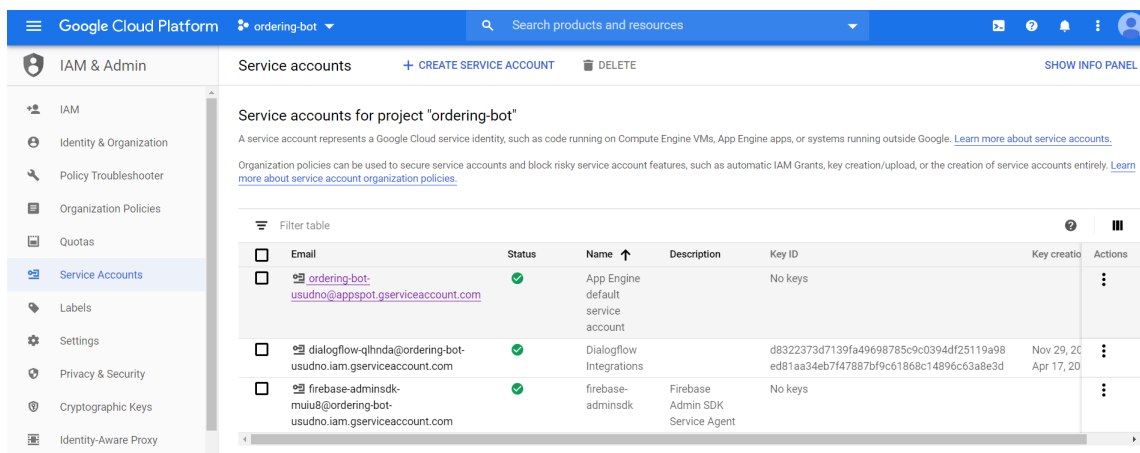 Google Cloud Platform
ordering-bot
Search products and resources
IAM & Admin
Service accounts
+ CREATE SERVICE ACCOUNT
DELETE
SHOW INFO PANEL
IAM
Identity & Organization
Policy Troubleshooter
Organization Policies
Quotas
Service Accounts
Labels
Settings
Privacy & Security
Cryptographic Keys
Identity-Aware Proxy
Service accounts for project "ordering-bot"
A service account represents a Google Cloud service identity, such as code running on Compute Engine VMs, App Engine apps, or systems running outside Google. Learn more about service accounts.
Organization policies can be used to secure service accounts and block risky service account features, such as automatic IAM Grants, key creation/upload, or the creation of service accounts entirely. Learn
more about service account organization policies.
Filter table
Email Status Name Description Key ID Key creatio Actions
ordering-bot-
usudno@appspot.gserviceaccount.com
App Engine
default
service
account
No keys
dialogflow-qlhnda@ordering-bot-
usudno.iam.gserviceaccount.com
Dialogflow
Integrations
d8322373d7139fa49698785c9c0394df25119a98
ed81aa34eb7f47887bf9c61868c14896c63a8e3d
Nov 29, 20
Apr 17, 20
firebase-adminsdk-
muiu8@ordering-bot-
usudno.iam.gserviceaccount.com
firebase-
adminsdk
Firebase
Admin SDK
Service Agent
No keys